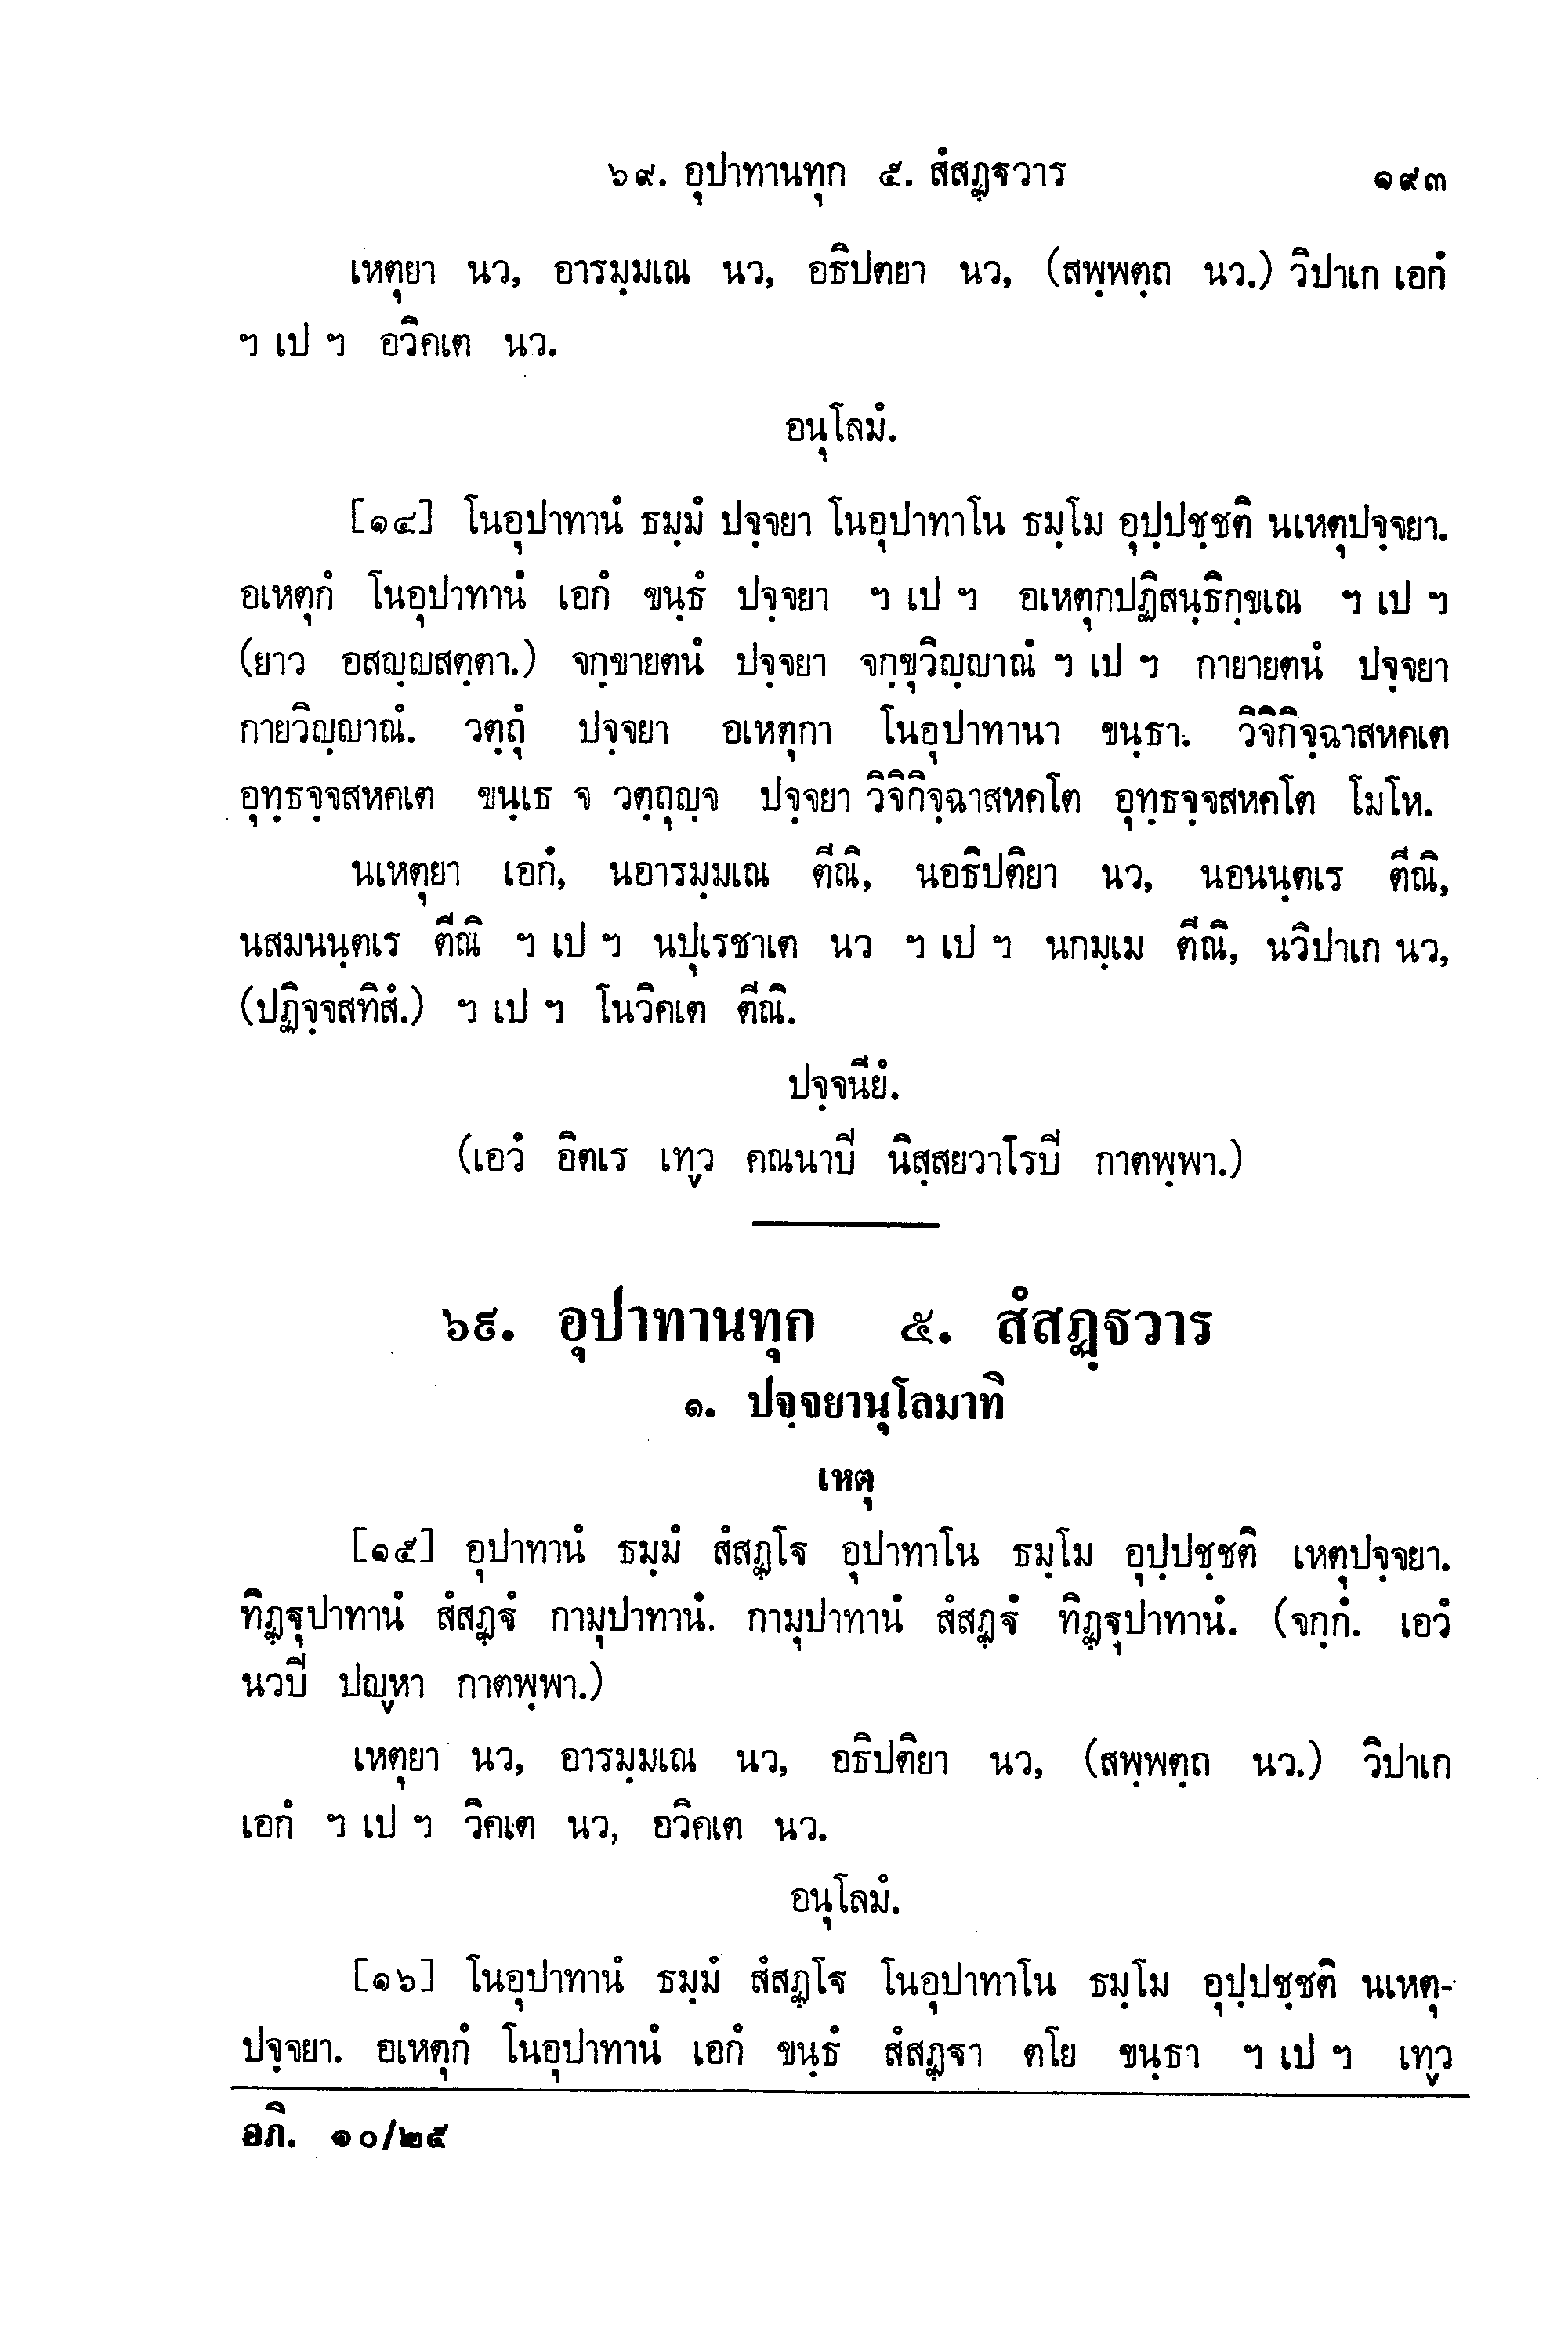 ๖๙. อุปาทานทุก ๕. สํสฏฺฐวาร ๑๙๓
เหตุยา นว, อารมฺมเณ นว, อธิปตยา นว, (สพฺพตฺถ นว.) วิปาเก เอกํ
ฯ เป ฯ อวิคเต นว.
อนุโลมํ.
[๑๔] โนอุปาทานํ ธมฺมํ ปจฺจยา โนอุปาทาโน ธมฺโม อุปฺปชฺชติ นเหตุปจฺจยา.
อเหตุกํ โนอุปาทานํ เอกํ ขนฺธํ ปจฺจยา ฯ เป ฯ อเหตุกปฏิสนฺธิกฺขเณ ฯ เป ฯ
(ยาว อสญฺญสตฺตา.) จกฺขายตนํ ปจฺจยา จกฺขุวิญฺญาณํ ฯ เป ฯ กายายตนํ ปจฺจยา
กายวิญฺญาณํ. วตฺถุํ ปจฺจยา อเหตุกา โนอุปาทานา ขนฺธา. วิจิกิจฺฉาสหคเต
อุทฺธจฺจสหคเต ขนฺเธ จ วตฺถุญฺจ ปจฺจยา วิจิกิจฺฉาสหคโต อุทฺธจฺจสหคโต โมโห.
นเหตุยา เอกํ, นอารมฺมเณ ตีณิ, นอธิปติยา นว, นอนนฺตเร ตีณิ,
นสมนนฺตเร ตีณิ ฯ เป ฯ นปุเรชาเต นว ฯ เป ฯ นกมฺเม ตีณิ, นวิปาเก นว,
(ปฏิจฺจสทิสํ.) ฯ เป ฯ โนวิคเต ตีณิ.
ปจฺจนียํ.
(เอวํ อิตเร เทฺว คณนาปี นิสฺสยวาโรปี กาตพฺพา.)
๖๙. อุปาทานทุก ๕. สํสฏฺฐวาร
๑. ปจฺจยานุโลมาทิ
เหตุ
[๑๕] อุปาทานํ ธมฺมํ สํสฏฺโฐ อุปาทาโน ธมฺโม อุปฺปชฺชติ เหตุปจฺจยา.
ทิฏฺฐุปาทานํ สํสฏฺฐํ กามุปาทานํ. กามุปาทานํ สํสฏฺฐํ ทิฏฺฐุปาทานํ. (จกฺกํ. เอวํ
นวปี ปญฺหา กาตพฺพา.)
เหตุยา นว, อารมฺมเณ นว, อธิปติยา นว, (สพฺพตฺถ นว.) วิปาเก
เอกํ ฯ เป ฯ วิคเต นว, อวิคเต นว.
อนุโลมํ.
[๑๖] โนอุปาทานํ ธมฺมํ สํสฏฺโฐ โนอุปาทาโน ธมฺโม อุปฺปชฺชติ นเหตุ-
ปจฺจยา. อเหตุกํ โนอุปาทานํ เอกํ ขนฺธํ สํสฏฺฐา ตโย ขนฺธา ฯ เป ฯ เทฺว
อภิ. ๑๐/๒๕